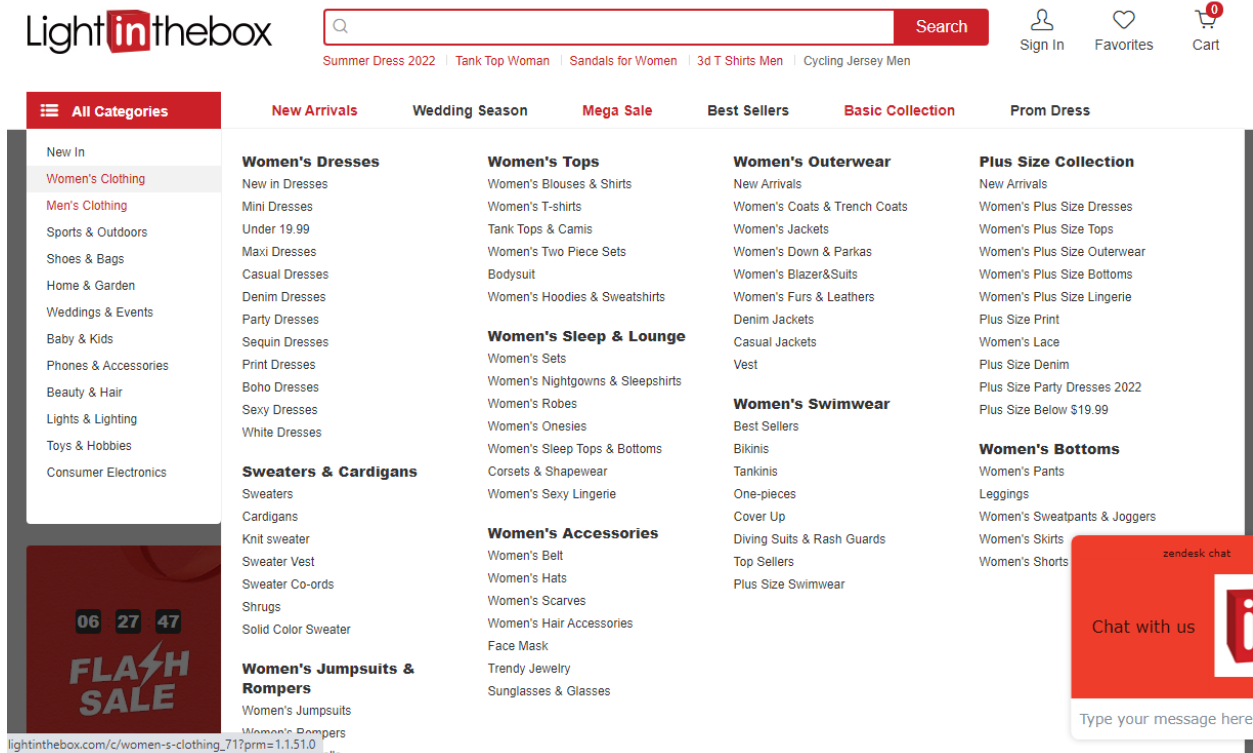 Lightinthebox
Search
Summer Dress 2022
Tank Top Woman
Sandals for Women
3d T Shirts Men
Cycling Jersey Men
Sign In
Favorites
0
Cart
All Categories
New Arrivals
Wedding Season
Mega Sale
Best Sellers
Basic Collection
Prom Dress
New In
Women's Clothing
Men's Clothing
Sports & Outdoors
Shoes & Bags
Home & Garden
Weddings & Events
Baby & Kids
Phones & Accessories
Beauty & Hair
Lights & Lighting
Toys & Hobbies
Consumer Electronics
06 27 47
FLASH
SALE
Women's Dresses
New in Dresses
Mini Dresses
Under 19.99
Maxi Dresses
Casual Dresses
Denim Dresses
Party Dresses
Sequin Dresses
Print Dresses
Boho Dresses
Sexy Dresses
White Dresses
Sweaters & Cardigans
Sweaters
Cardigans
Knit sweater
Sweater Vest
Sweater Co-ords
Shrugs
Solid Color Sweater
Women's Jumpsuits &
Rompers
Women's Jumpsuits
Women's Rompers
Women's Tops
Women's Blouses & Shirts
Women's T-shirts
Tank Tops & Camis
Women's Two Piece Sets
Bodysuit
Women's Hoodies & Sweatshirts
Women's Sleep & Lounge
Women's Sets
Women's Nightgowns & Sleepshirts
Women's Robes
Women's Onesies
Women's Sleep Tops & Bottoms
Corsets & Shapewear
Women's Sexy Lingerie
Women's Accessories
Women's Belt
Women's Hats
Women's Scarves
Women's Hair Accessories
Face Mask
Trendy Jewelry
Sunglasses & Glasses
Women's Outerwear
New Arrivals
Women's Coats & Trench Coats
Women's Jackets
Women's Down & Parkas
Women's Blazer&Suits
Women's Furs & Leathers
Denim Jackets
Casual Jackets
Vest
Women's Swimwear
Best Sellers
Bikinis
Tankinis
One-pieces
Cover Up
Diving Suits & Rash Guards
Top Sellers
Plus Size Swimwear
Plus Size Collection
New Arrivals
Women's Plus Size Dresses
Women's Plus Size Tops
Women's Plus Size Outerwear
Women's Plus Size Bottoms
Women's Plus Size Lingerie
Plus Size Print
Women's Lace
Plus Size Denim
Plus Size Party Dresses 2022
Plus Size Below $19.99
Women's Bottoms
Women's Pants
Leggings
Women's Sweatpants & Joggers
Women's Skirts
Women's Shorts
zendesk chat
Chat with us
Type your message here
lightinthebox.com/c/women-s-clothing_71?prm=1.1.51.0